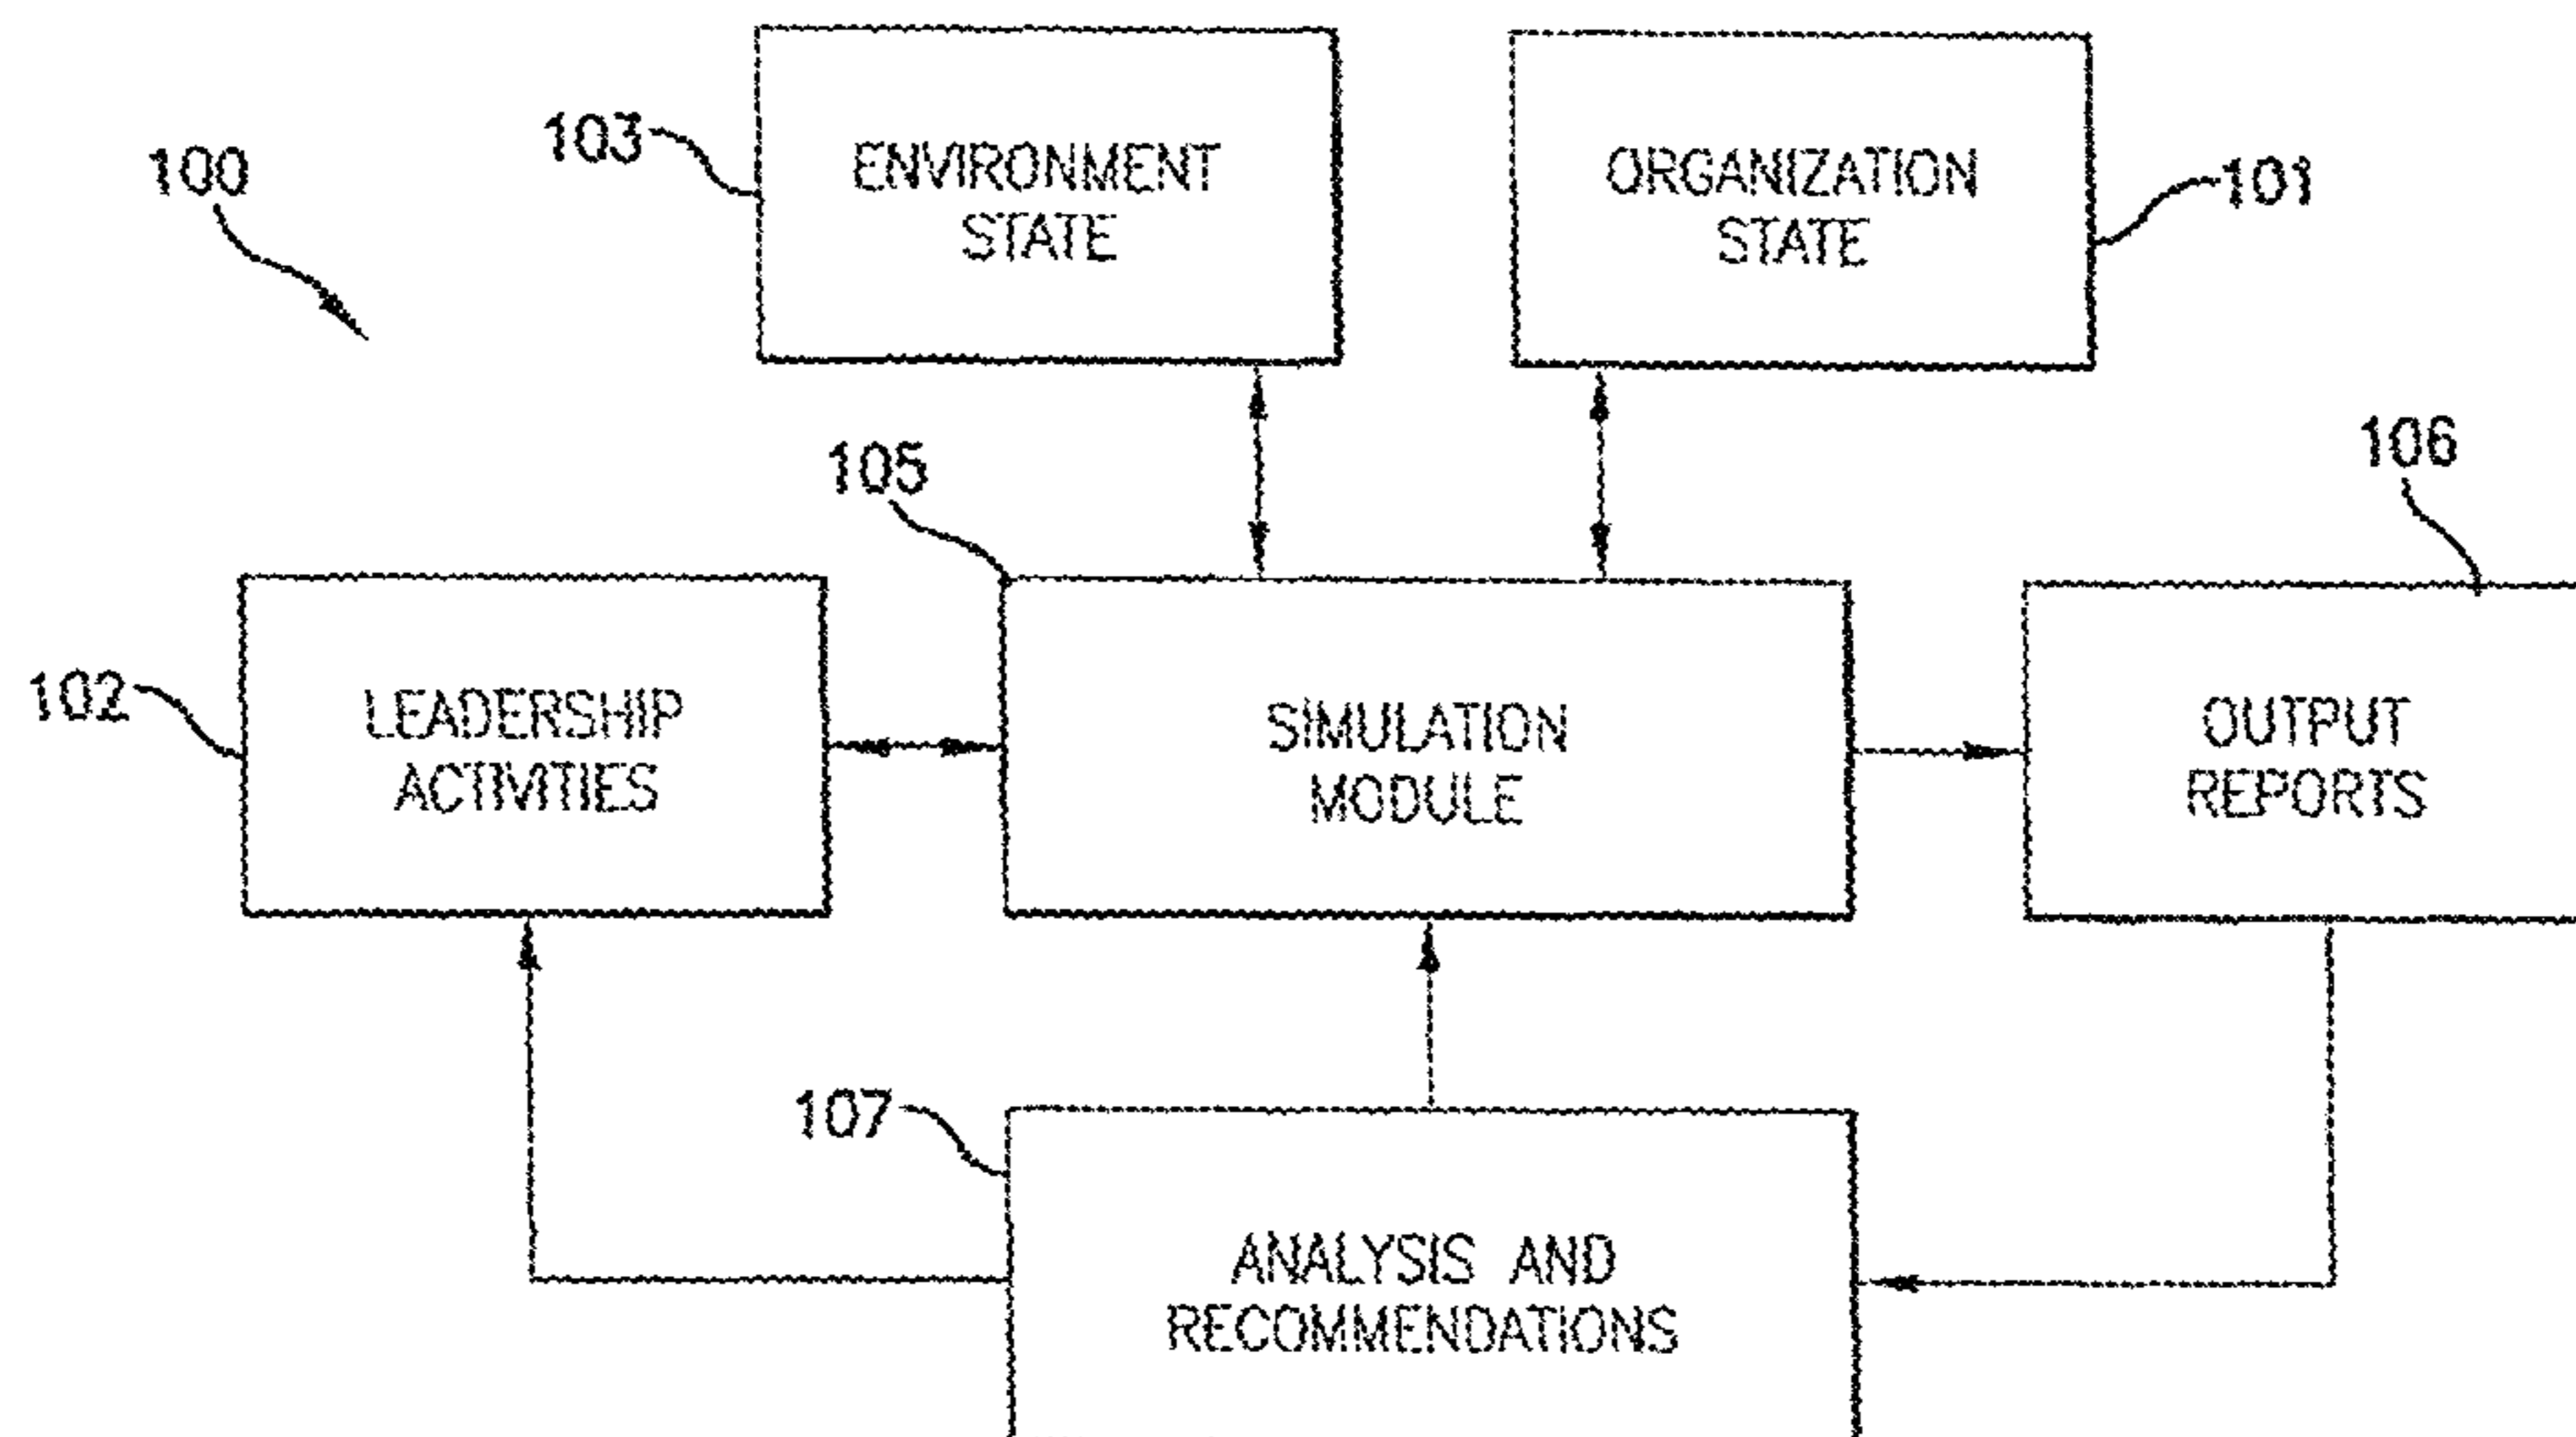 100
103
ENVIRONMENT
STATE
ORGANIZATION
STATE
101
105
106
102
LEADERSHIP
ACTIVITIES
SIMULATION
MODULE
OUTPUT
REPORTS
107
ANALYSIS AND
RECOMMENDATIONS